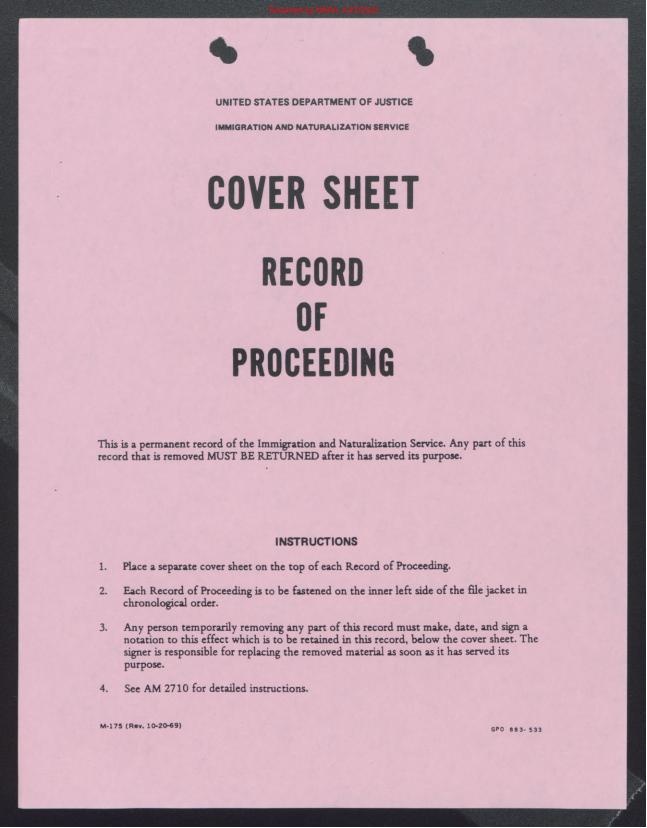 UNITED STATES DEPARTMENT OF JUSTICE
IMMIGRATION AND NATURALIZATION SERVICE
COVER SHEET
RECORD
OF
PROCEEDING
This is a permanent record of the Immigration and Naturalization Service. Any part of this
record that is removed MUST BE RETURNED after it has served its purpose.
INSTRUCTIONS
1. Place a separate cover sheet on the top of each Record of Proceeding.
2. Each Record of Proceeding is to be fastened on the inner left side of the file jacket in
chronological order.
3. Any person temporarily removing any part of this record must make, date, and sign a
notation to this effect which is to be retained in this record, below the cover sheet. The
signer is responsible for replacing the removed material as soon as it has served its
purpose.
4. See AM 2710 for detailed instructions.
M-175 (Rev. 10-20-69)
GPO 883-533